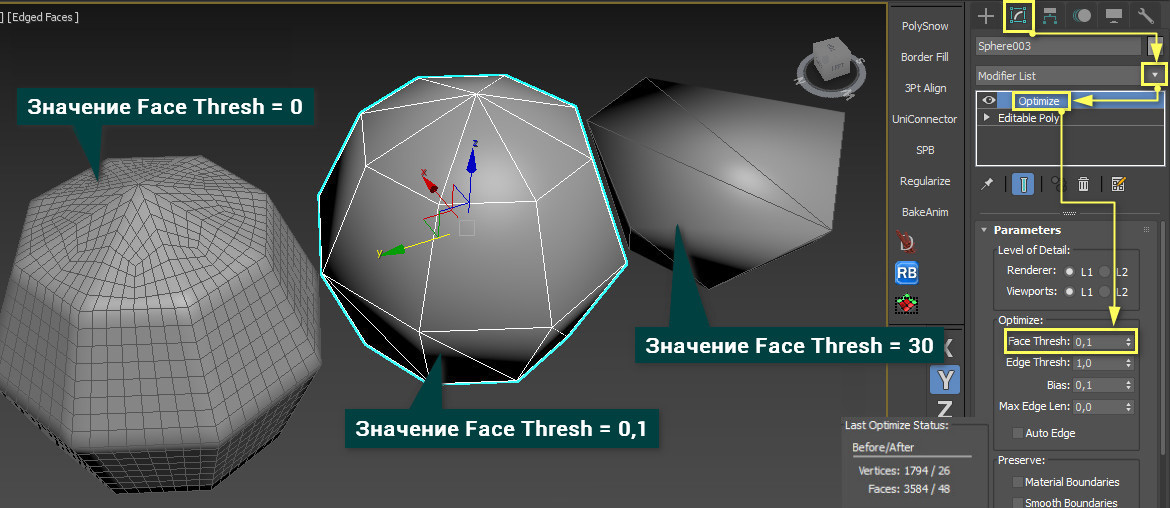 ] [Edged Faces ]
Значение Face Thresh = 0
Значение Face Thresh = 0,1
Значение Face Thresh = 30
x
y
z
LEFT
PolySnow
Border Fill
3Pt Align
UniConnector
SPB
Regularize
BakeAnim
D
RB
X
Y
Z
Sphere003
Modifier List
Optimize
Editable Poly
Parameters
Level of Detail:
Renderer: L1 L2
Viewports: L1 L2
Optimize:
Face Thresh: 0,1
Edge Thresh: 1,0
Bias: 0,1
Max Edge Len: 0,0
Auto Edge
Preserve:
Material Boundaries
Smooth Boundaries
Last Optimize Status:
Before/After
Vertices: 1794 / 26
Faces: 3584 / 48